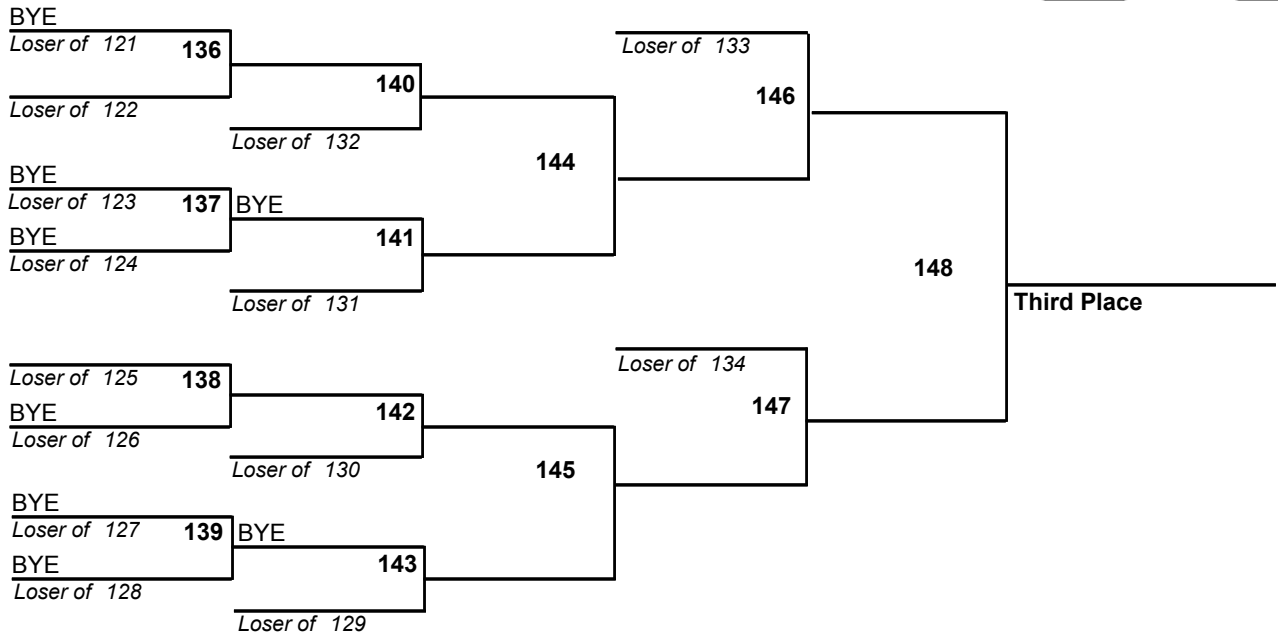 BYE
Loser of 121
136
Loser of 122
140
Loser of 132
BYE
Loser of 123
137
BYE
BYE
Loser of 124
141
Loser of 131
144
Loser of 133
146
148
Third Place
Loser of 125
138
BYE
Loser of 126
142
Loser of 130
145
Loser of 134
147
BYE
Loser of 127
139
BYE
BYE
Loser of 128
143
Loser of 129